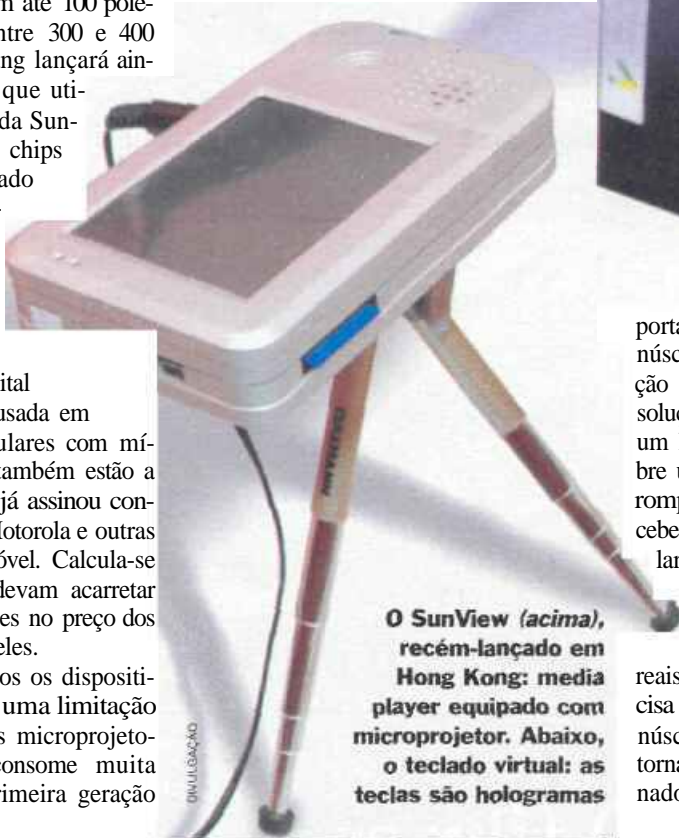 m até 100 pole-
ntre 300 e 400
ng lançará ain-
que uti-
da Sun-
chips
ado
ital
usada em
ulares com mí-
também estão a
já assinou con-
Motorola e outras
óvel. Calcula-se
devam acarretar
es no preço dos
eles.
os os dispositi-
uma limitação
s microprojeto-
consome muita
rimeira geração
DIVULGAÇÃO
O SunView (acima),
recém-lançado em
Hong Kong: media
player equipado com
microprojetor. Abaixo,
o teclado virtual: as
teclas são hologramas
porta
núsc
ção
soluç
um
bre u
romp
cebe
lan
reais
cisa
núsc
torna
nado